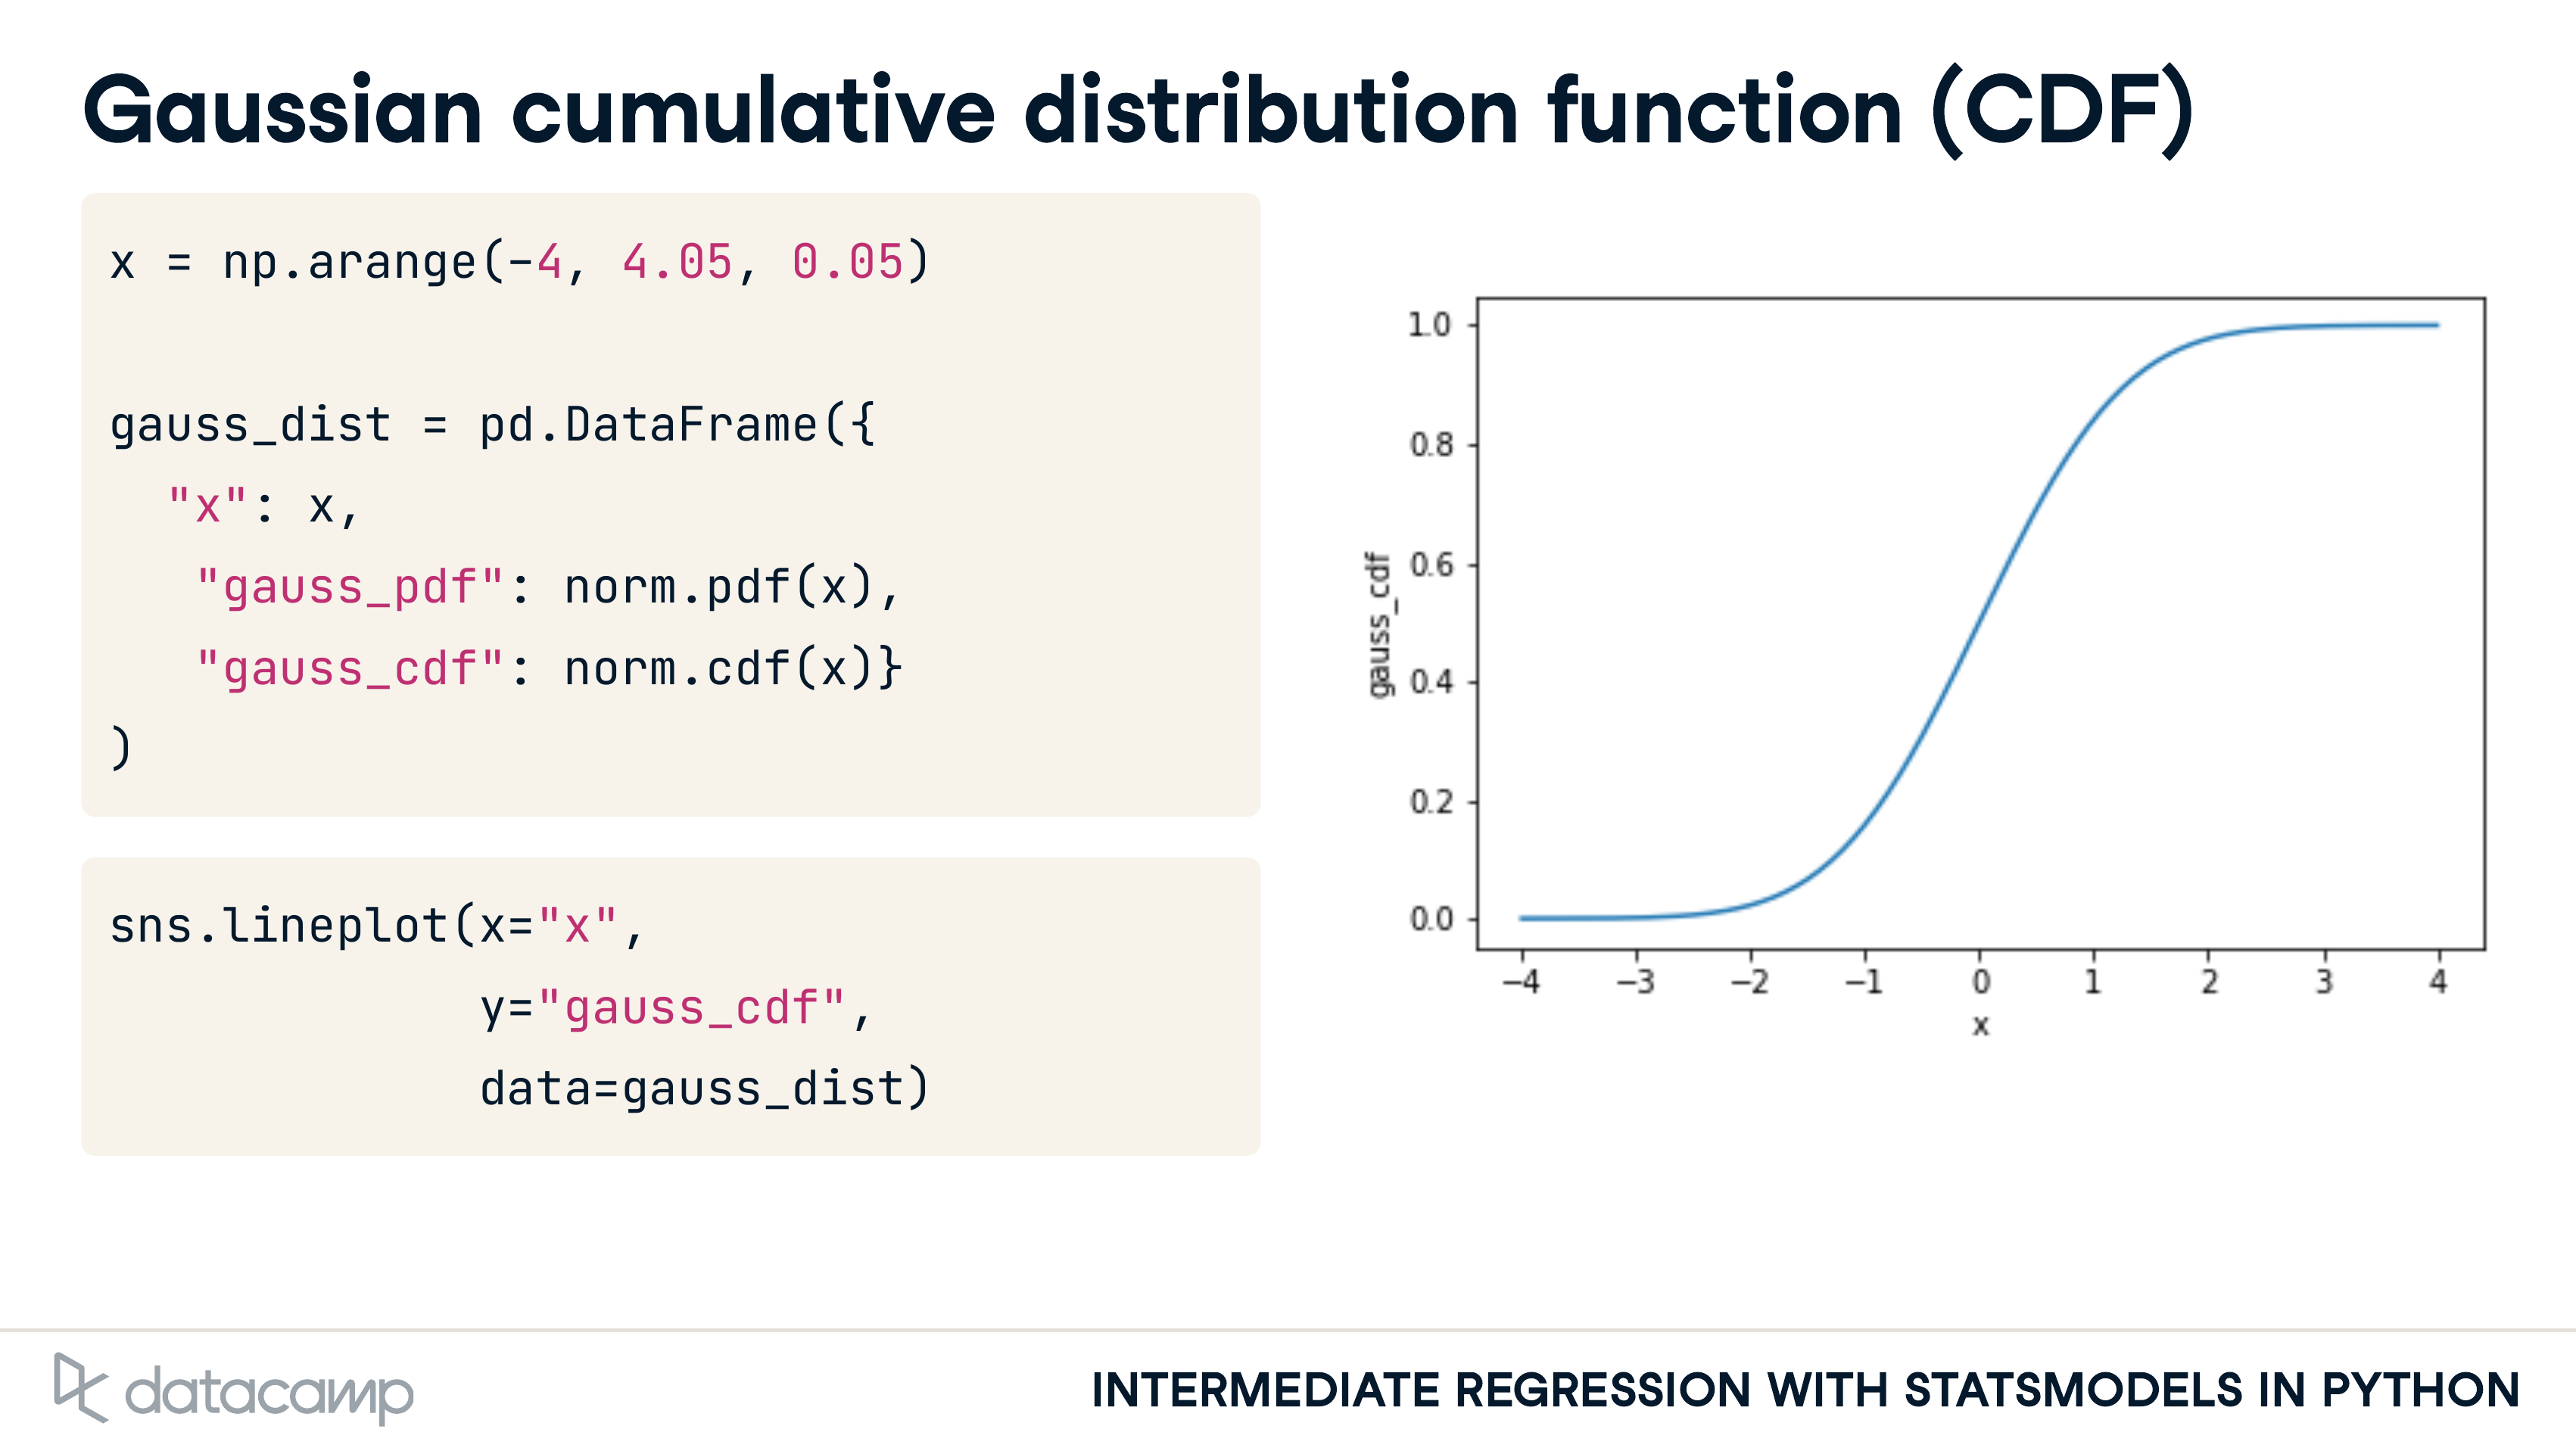 Gaussian cumulative distribution function (CDF)
x = np.arange(-4, 4.05, 0.05)
gauss_dist = pd.DataFrame({
  "x": x,
   "gauss_pdf": norm.pdf(x),
   "gauss_cdf": norm.cdf(x)}
)
sns.lineplot(x="x",
             y="gauss_cdf",
             data=gauss_dist)
gauss_cdf
1.0
0.8
0.6
0.4
0.2
0.0
−4 −3 −2 −1 0 1 2 3 4
x
datacamp
INTERMEDIATE REGRESSION WITH STATSMODELS IN PYTHON